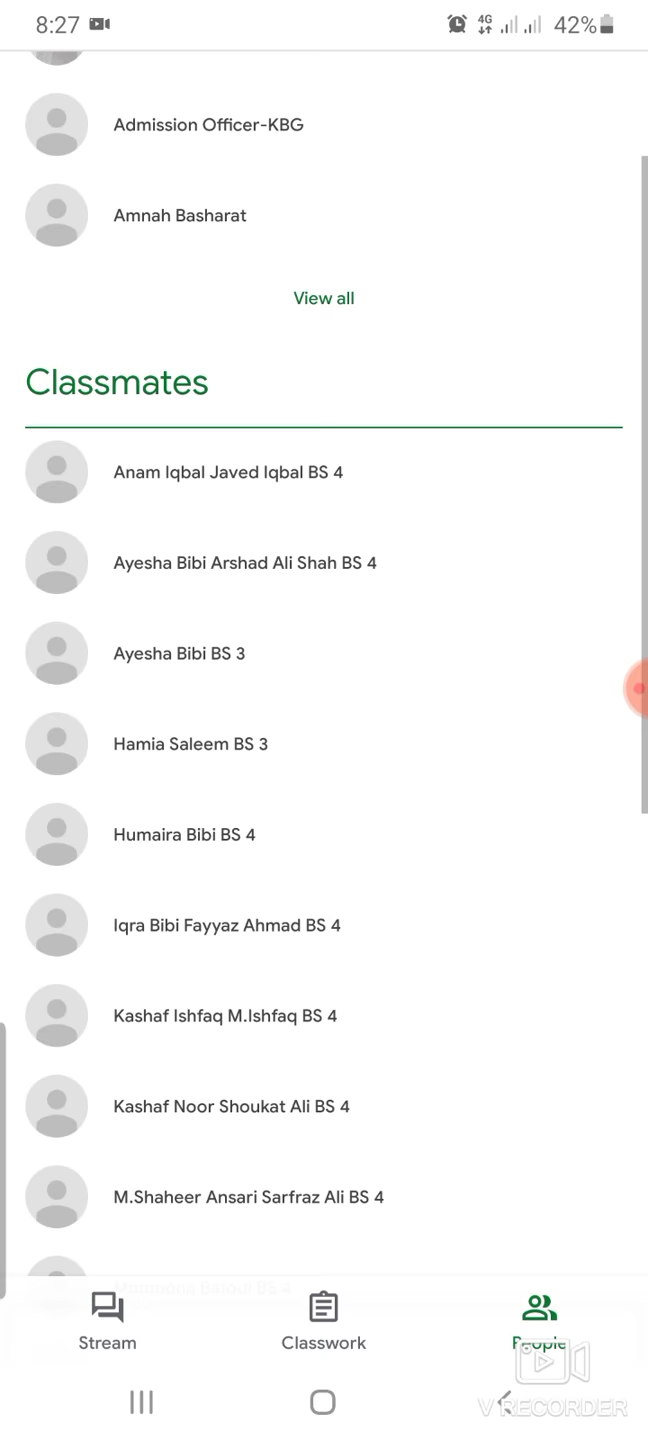 8:27 4G 42%
Admission Officer-KBG
Amnah Basharat
View all
Classmates
Anam Iqbal Javed Iqbal BS 4
Ayesha Bibi Arshad Ali Shah BS 4
Ayesha Bibi BS 3
Hamia Saleem BS 3
Humaira Bibi BS 4
Iqra Bibi Fayyaz Ahmad BS 4
Kashaf Ishfaq M.Ishfaq BS 4
Kashaf Noor Shoukat Ali BS 4
M.Shaheer Ansari Sarfraz Ali BS 4
BS 4
Stream Classwork People
V RECORDER